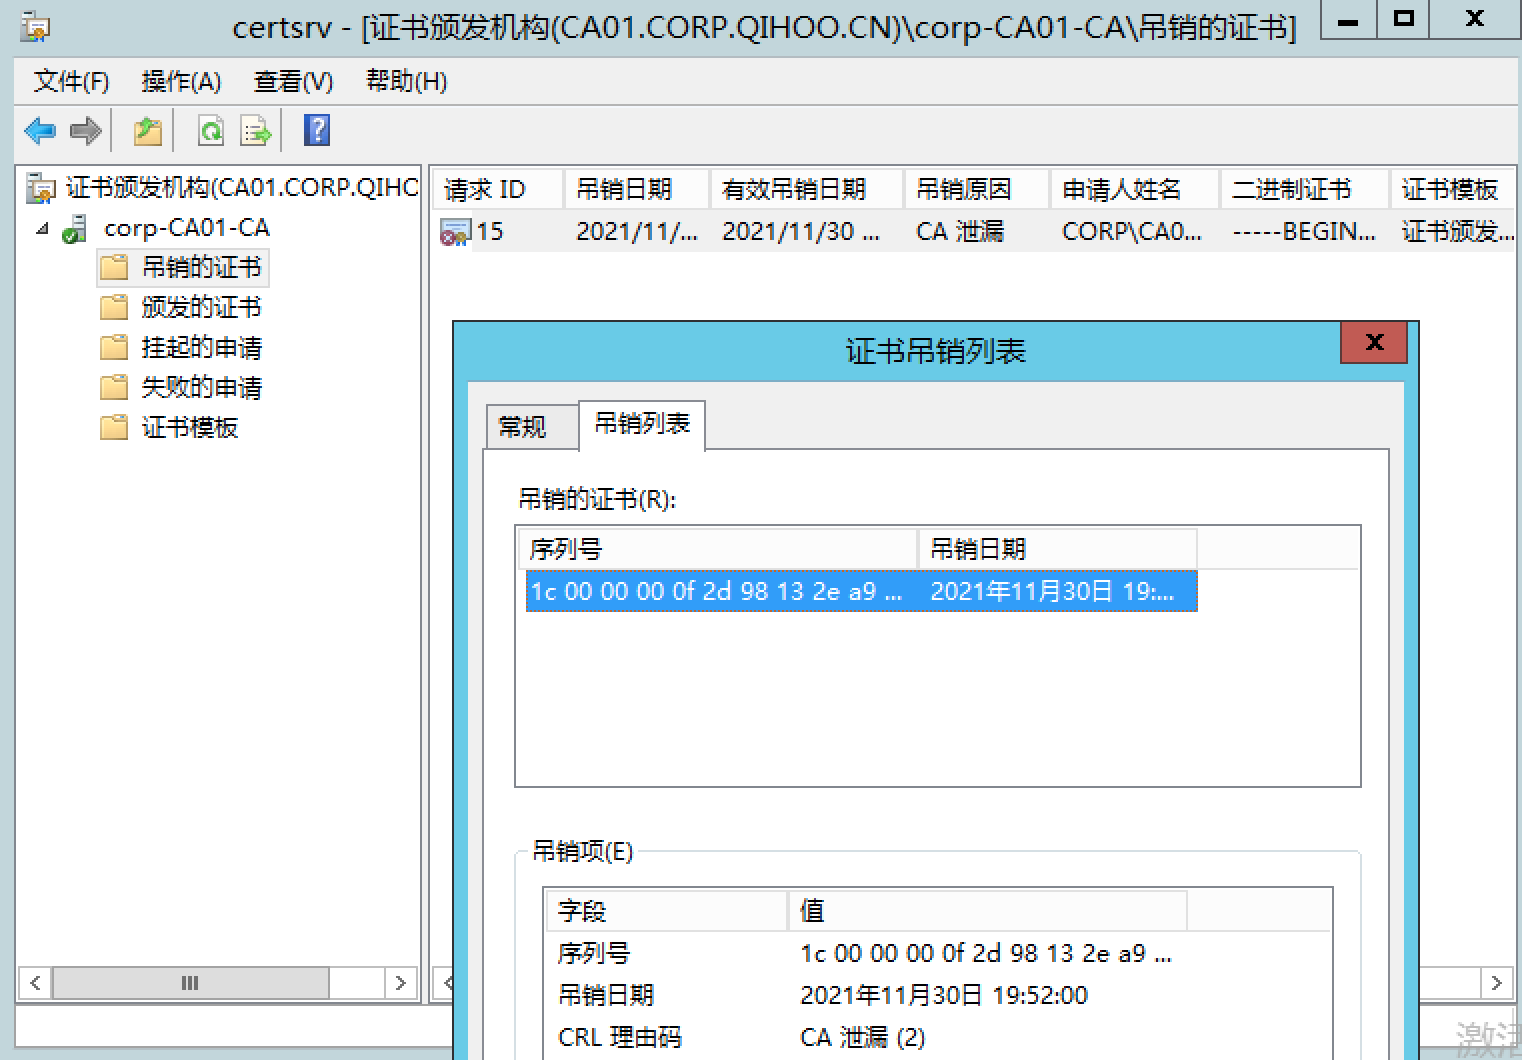 certsrv - [证书颁发机构(CA01.CORP.QIHOO.CN)\corp-CA01-CA\吊销的证书]
文件(F) 操作(A) 查看(V) 帮助(H)
证书颁发机构(CA01.CORP.QIHO
corp-CA01-CA
吊销的证书
颁发的证书
挂起的申请
失败的申请
证书模板
请求 ID 吊销日期 有效吊销日期 吊销原因 申请人姓名 二进制证书 证书模板
15 2021/11/... 2021/11/30 ... CA 泄漏 CORP\CA0... -----BEGIN... 证书颁发...
证书吊销列表
常规 吊销列表
吊销的证书(R):
序列号 吊销日期
1c 00 00 00 0f 2d 98 13 2e a9 ... 2021年11月30日 19:...
吊销项(E)
字段 值
序列号 1c 00 00 00 0f 2d 98 13 2e a9 ...
吊销日期 2021年11月30日 19:52:00
CRL 理由码 CA 泄漏 (2)
激活